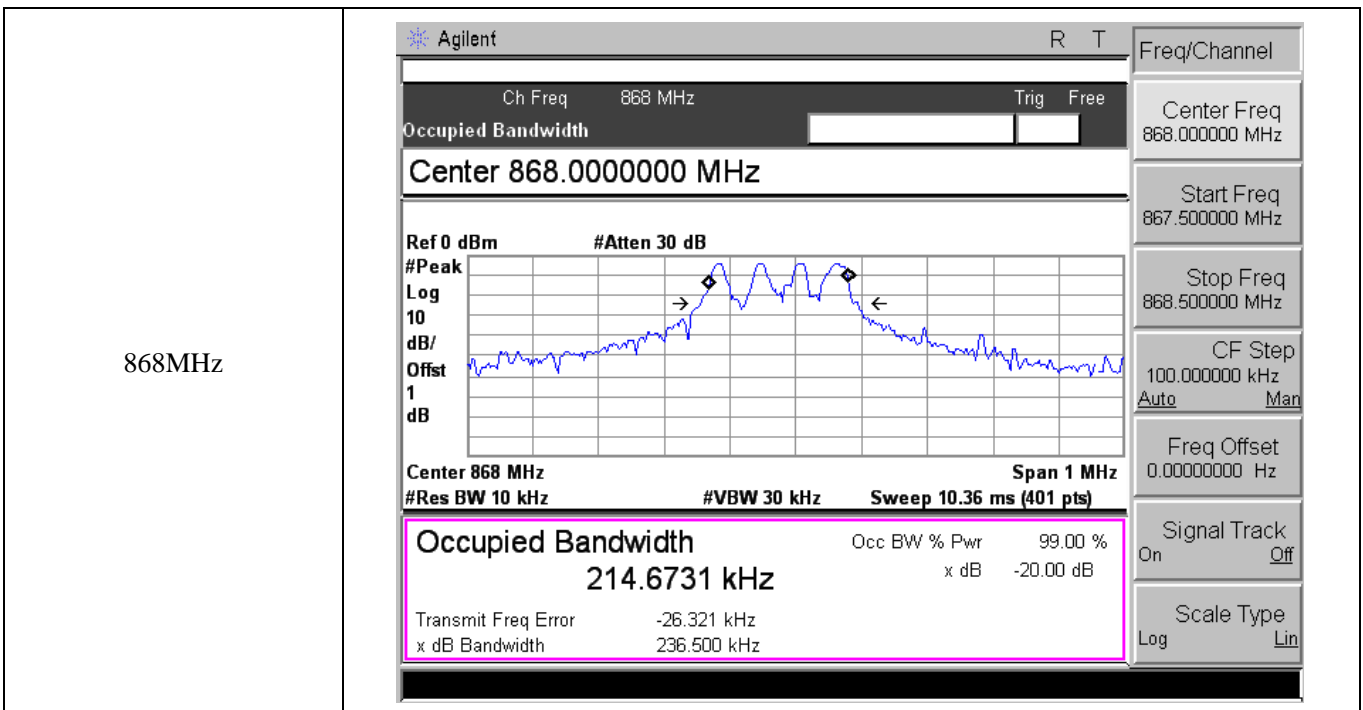 868MHz
Agilent R T
Ch Freq 868 MHz Trig Free
Occupied Bandwidth
Center 868.0000000 MHz
Ref 0 dBm #Atten 30 dB
#Peak
Log
10
dB/
Offst
1
dB
Center 868 MHz Span 1 MHz
#Res BW 10 kHz #VBW 30 kHz Sweep 10.36 ms (401 pts)
Occupied Bandwidth
214.6731 kHz
Occ BW % Pwr 99.00 %
x dB -20.00 dB
Transmit Freq Error -26.321 kHz
x dB Bandwidth 236.500 kHz
Freq/Channel
Center Freq
868.000000 MHz
Start Freq
867.500000 MHz
Stop Freq
868.500000 MHz
CF Step
100.000000 kHz
Auto Man
Freq Offset
0.00000000 Hz
Signal Track
On Off
Scale Type
Log Lin